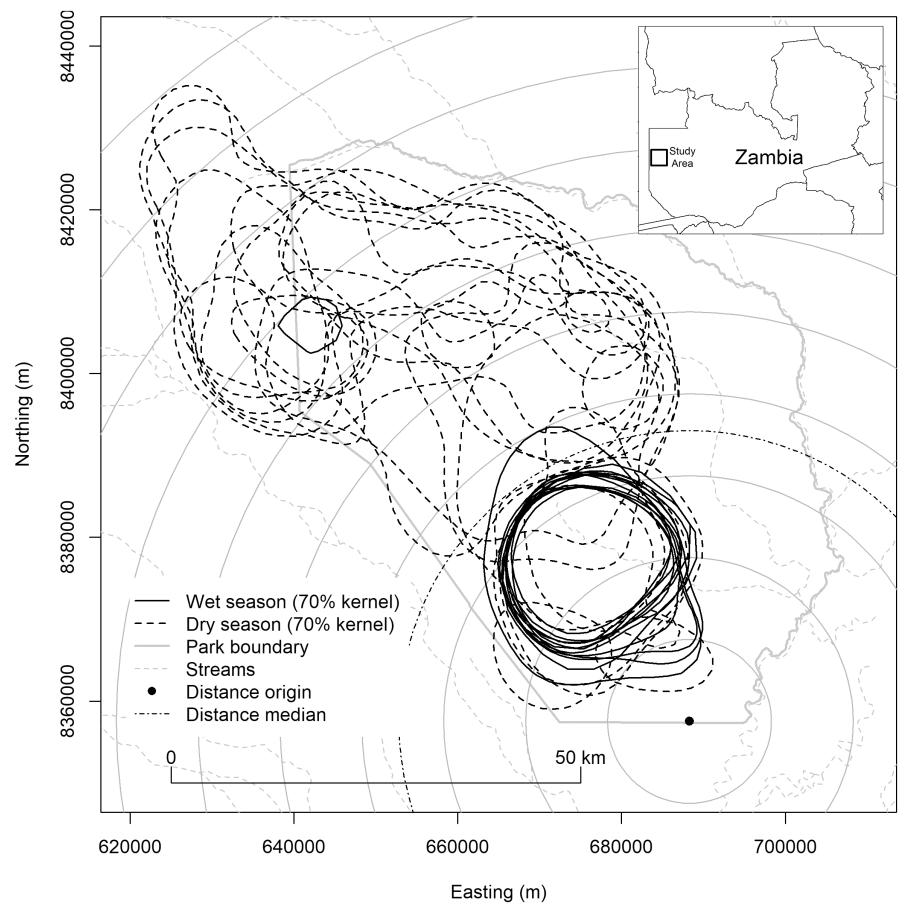 8440000
8420000
8400000
8380000
8360000
Northing (m)
Study
Area
Zambia
Wet season (70% kernel)
Dry season (70% kernel)
Park boundary
Streams
Distance origin
Distance median
0
50 km
620000
640000
660000
680000
700000
Easting (m)